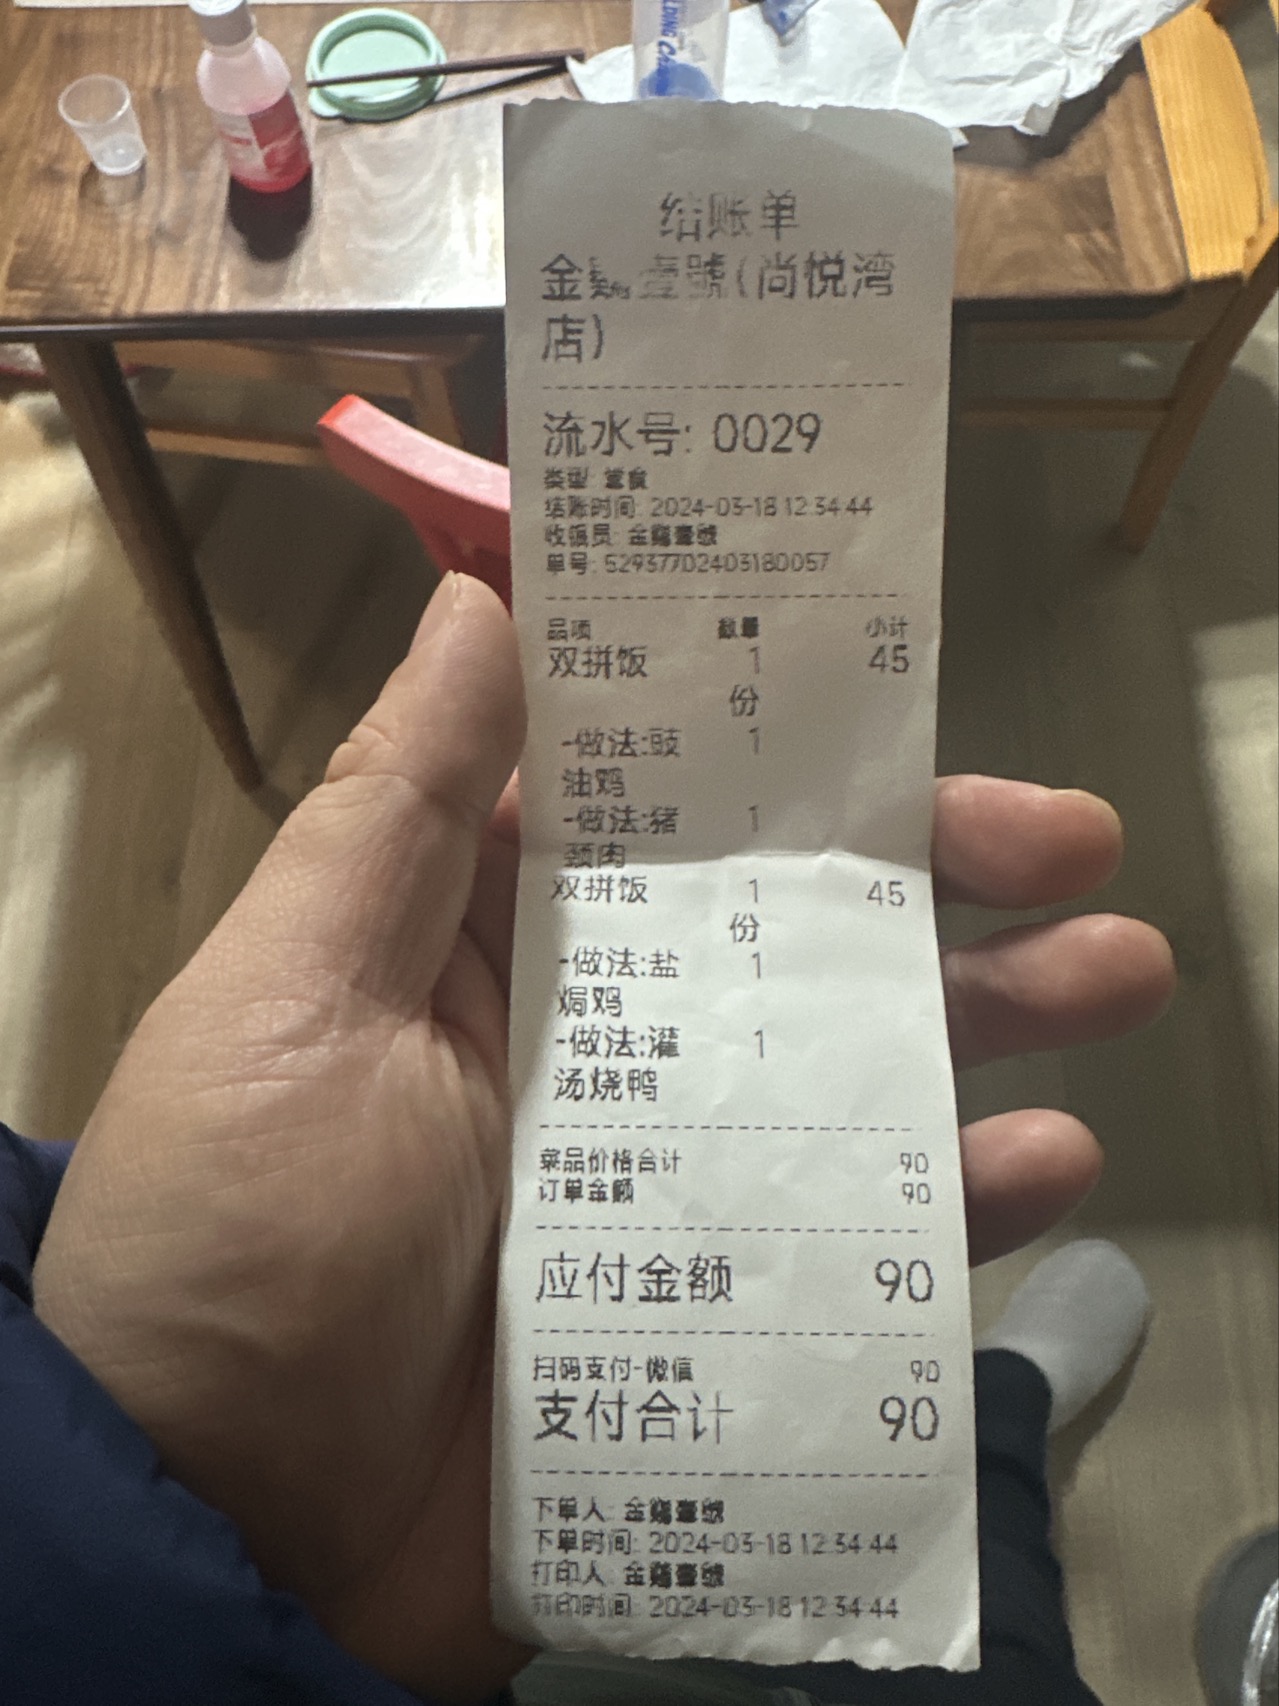 结账单
金鷄壹號(尚悦湾
店)
流水号: 0029
类型: 堂食
结账时间: 2024-03-18 12:34:44
收银员: 金鷄壹號
单号: 52937702403180057
品项 数量 小计
双拼饭 1 45
份
-做法:豉 1
油鸡
-做法:猪 1
颈肉
双拼饭 1 45
份
-做法:盐 1
焗鸡
-做法:灌 1
汤烧鸭
菜品价格合计 90
订单金额 90
应付金额 90
扫码支付-微信 90
支付合计 90
下单人: 金鷄壹號
下单时间: 2024-03-18 12:34:44
打印人: 金鷄壹號
打印时间: 2024-03-18 12:34:44